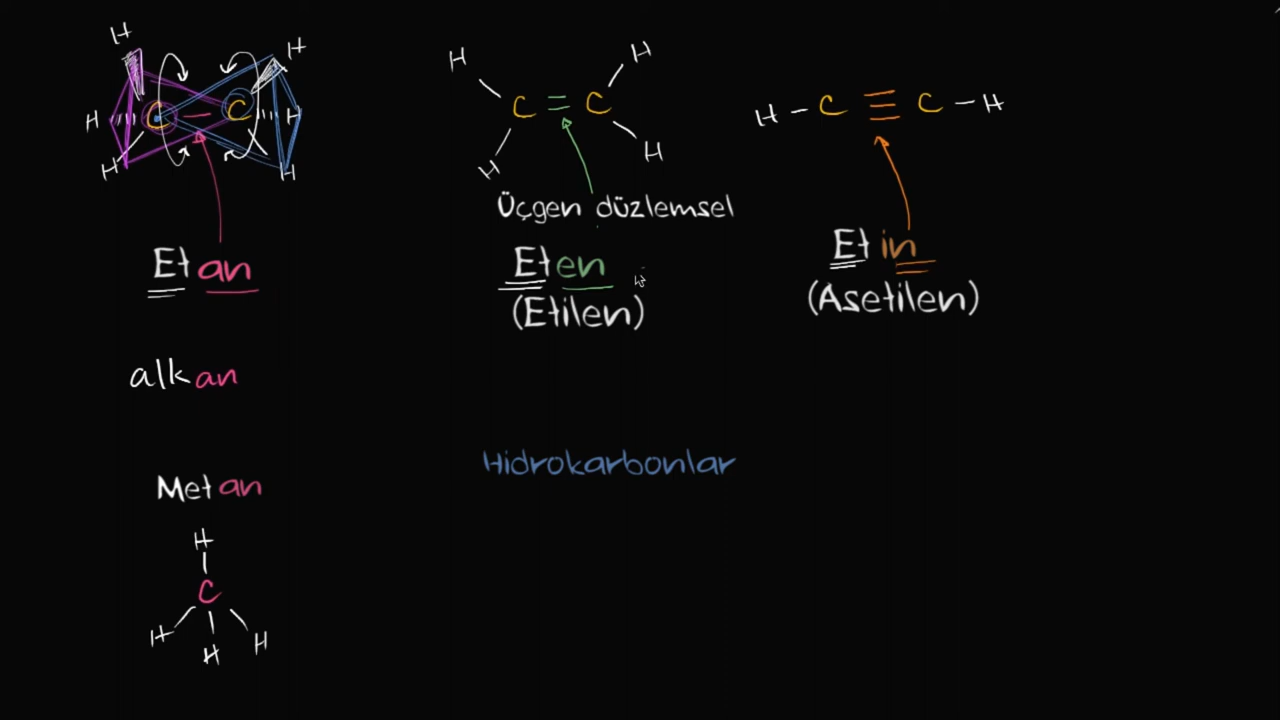 H H
H C – C H
H H
H H
C = C
H H
H – C ≡ C – H
Üçgen düzlemsel
Etan
Eten
(Etilen)
Etin
(Asetilen)
alkan
Hidrokarbonlar
Metan
H
C
H H H